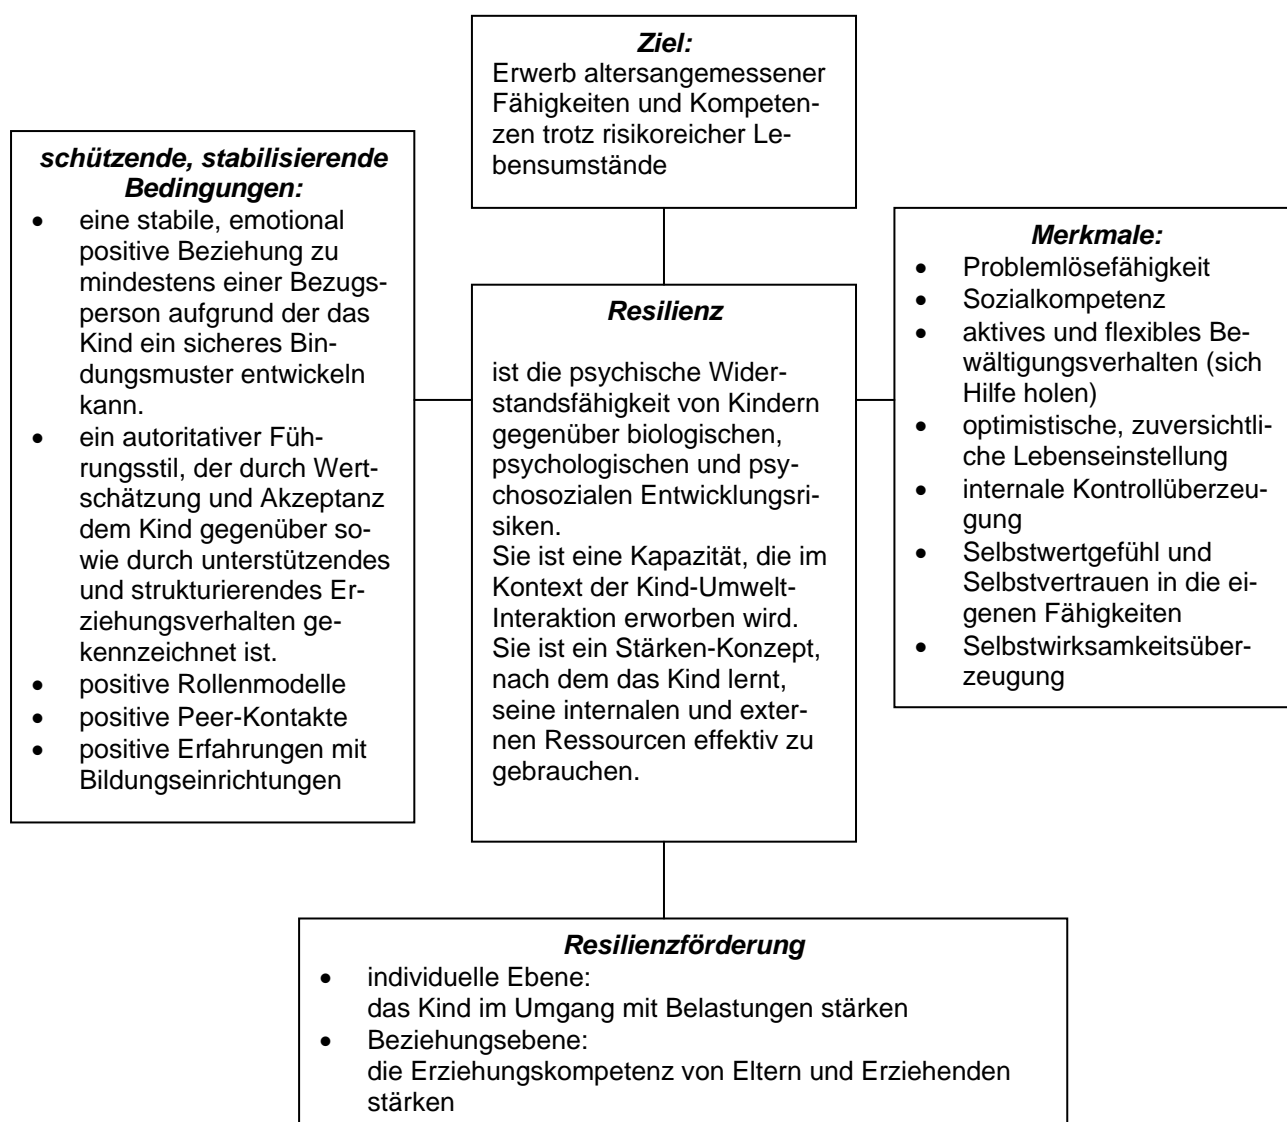 Ziel:
Erwerb altersangemessener
Fähigkeiten und Kompeten-
zen trotz risikoreicher Le-
bensumstände
schützende, stabilisierende
Bedingungen:
• eine stabile, emotional
positive Beziehung zu
mindestens einer Bezugs-
person aufgrund der das
Kind ein sicheres Bin-
dungsmuster entwickeln
kann.
• ein autoritativer Füh-
rungsstil, der durch Wert-
schätzung und Akzeptanz
dem Kind gegenüber so-
wie durch unterstützendes
und strukturierendes Er-
ziehungsverhalten ge-
kennzeichnet ist.
• positive Rollenmodelle
• positive Peer-Kontakte
• positive Erfahrungen mit
Bildungseinrichtungen
Resilienz
ist die psychische Wider-
standsfähigkeit von Kindern
gegenüber biologischen,
psychologischen und psy-
chosozialen Entwicklungsri-
siken.
Sie ist eine Kapazität, die im
Kontext der Kind-Umwelt-
Interaktion erworben wird.
Sie ist ein Stärken-Konzept,
nach dem das Kind lernt,
seine internalen und exter-
nen Ressourcen effektiv zu
gebrauchen.
Merkmale:
• Problemlösefähigkeit
• Sozialkompetenz
• aktives und flexibles Be-
wältigungsverhalten (sich
Hilfe holen)
• optimistische, zuversichtli-
che Lebenseinstellung
• internale Kontrollüberzeu-
gung
• Selbstwertgefühl und
Selbstvertrauen in die ei-
genen Fähigkeiten
• Selbstwirksamkeitsüber-
zeugung
Resilienzförderung
• individuelle Ebene:
das Kind im Umgang mit Belastungen stärken
• Beziehungsebene:
die Erziehungskompetenz von Eltern und Erziehenden
stärken